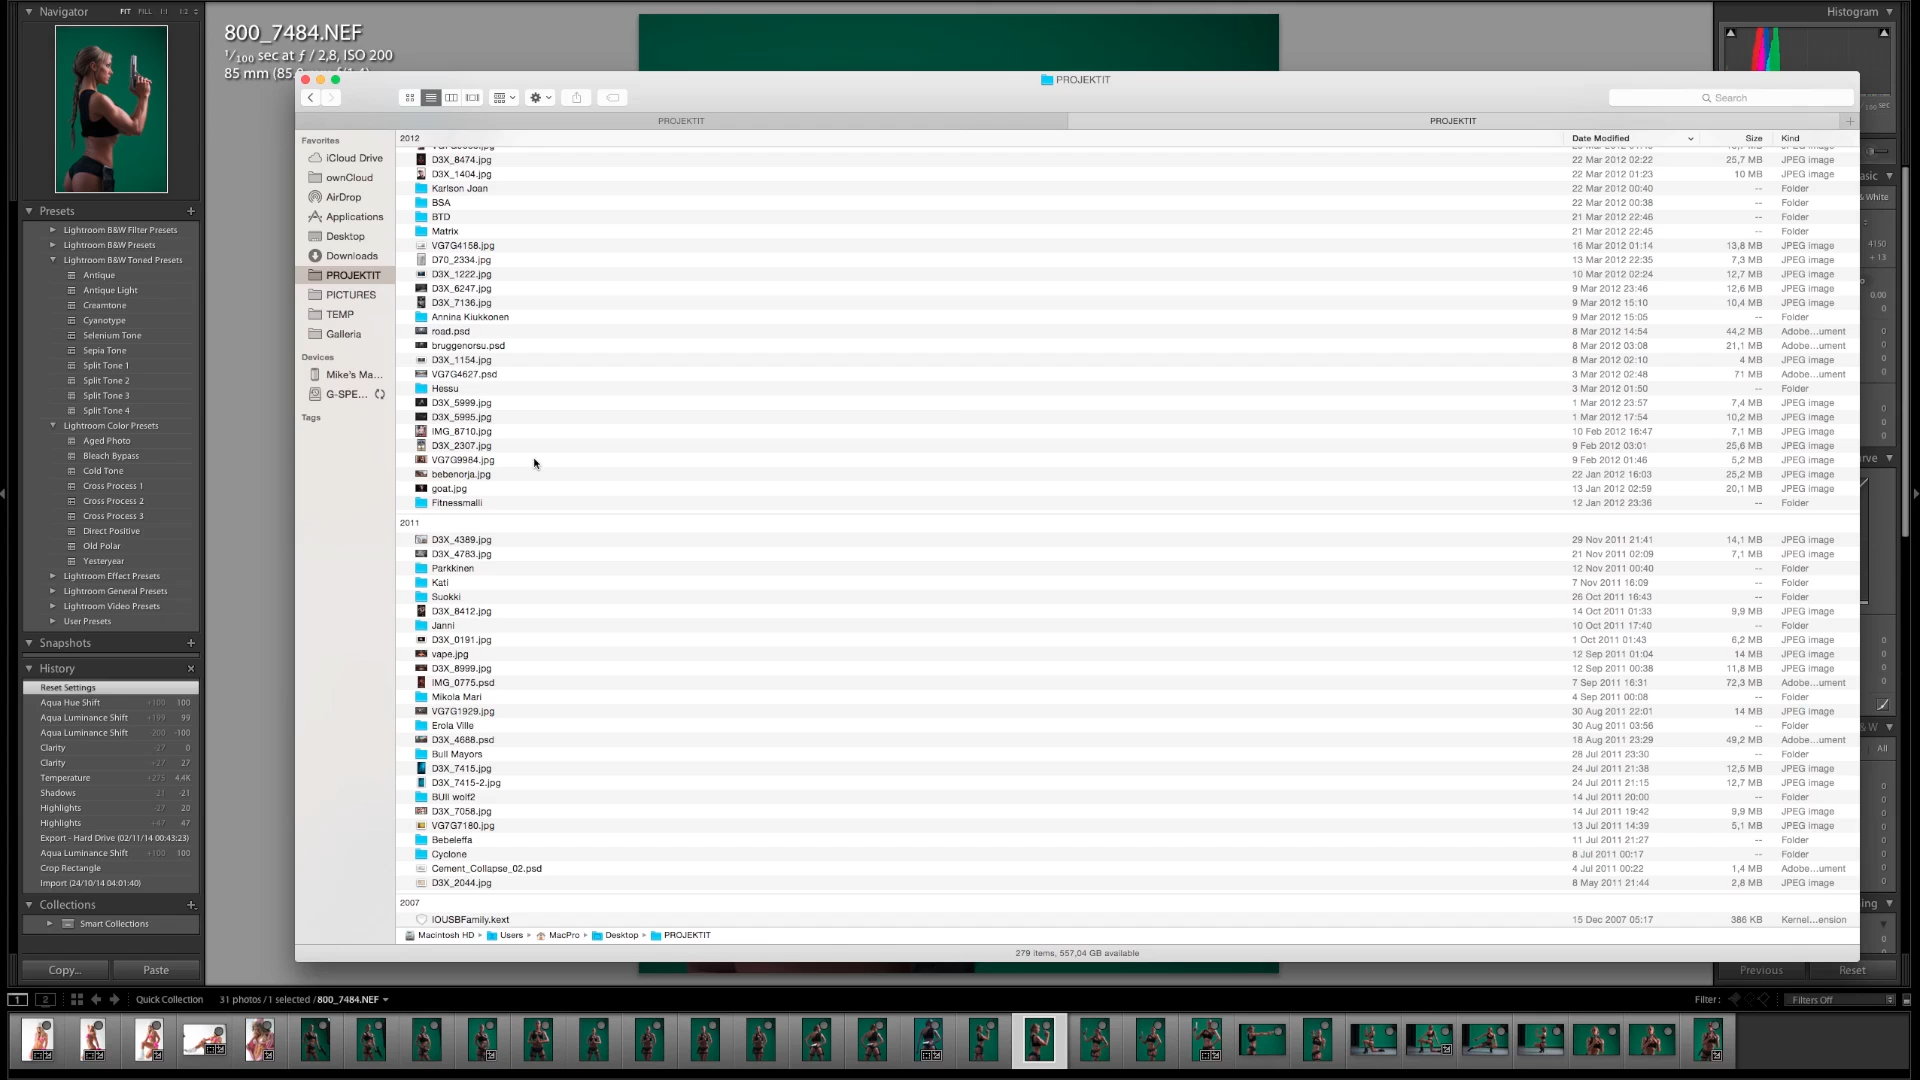 Navigator FIT FILL 1:1 1:2
800_7484.NEF
1/100 sec at ƒ / 2,8, ISO 200
Histogram
PROJEKTIT
Search
PROJEKTIT PROJEKTIT
Favorites
iCloud Drive
ownCloud
AirDrop
Applications
Desktop
Downloads
PROJEKTIT
PICTURES
TEMP
Galleria
Devices
Mike's Ma...
G-SPE...
Tags
2012 Date Modified Size Kind
D3X_8474.jpg 22 Mar 2012 02:22 25,7 MB JPEG image
D3X_1404.jpg 22 Mar 2012 01:23 10 MB JPEG image
Karlson Joan 22 Mar 2012 00:40 -- Folder
BSA 22 Mar 2012 00:38 -- Folder
BTD 21 Mar 2012 22:46 -- Folder
Matrix 21 Mar 2012 22:45 -- Folder
VG7G4158.jpg 16 Mar 2012 01:14 13,8 MB JPEG image
D70_2334.jpg 13 Mar 2012 22:35 7,3 MB JPEG image
D3X_1222.jpg 10 Mar 2012 02:24 12,7 MB JPEG image
D3X_6247.jpg 9 Mar 2012 23:46 12,6 MB JPEG image
D3X_7136.jpg 9 Mar 2012 15:10 10,4 MB JPEG image
Annina Kiukkonen 9 Mar 2012 15:05 -- Folder
road.psd 8 Mar 2012 14:54 44,2 MB Adobe...ument
bruggenorsu.psd 8 Mar 2012 03:08 21,1 MB Adobe...ument
D3X_1154.jpg 8 Mar 2012 02:10 4 MB JPEG image
VG7G4627.psd 3 Mar 2012 02:48 71 MB Adobe...ument
Hessu 3 Mar 2012 01:50 -- Folder
D3X_5999.jpg 1 Mar 2012 23:57 7,4 MB JPEG image
D3X_5995.jpg 1 Mar 2012 17:54 10,2 MB JPEG image
IMG_8710.jpg 10 Feb 2012 16:47 7,1 MB JPEG image
D3X_2307.jpg 9 Feb 2012 03:01 25,6 MB JPEG image
VG7G9984.jpg 9 Feb 2012 01:46 5,2 MB JPEG image
bebenorja.jpg 22 Jan 2012 16:03 25,2 MB JPEG image
goat.jpg 13 Jan 2012 02:59 20,1 MB JPEG image
Fitnessmalli 12 Jan 2012 23:36 -- Folder
2011
D3X_4389.jpg 29 Nov 2011 21:41 14,1 MB JPEG image
D3X_4783.jpg 21 Nov 2011 02:09 7,1 MB JPEG image
Parkkinen 12 Nov 2011 00:40 -- Folder
Kati 7 Nov 2011 16:09 -- Folder
Suokki 26 Oct 2011 16:43 -- Folder
D3X_8412.jpg 14 Oct 2011 01:33 9,9 MB JPEG image
Janni 10 Oct 2011 17:40 -- Folder
D3X_0191.jpg 1 Oct 2011 01:43 6,2 MB JPEG image
vape.jpg 12 Sep 2011 01:04 14 MB JPEG image
D3X_8999.jpg 12 Sep 2011 00:38 11,8 MB JPEG image
IMG_0775.psd 7 Sep 2011 16:31 72,3 MB Adobe...ument
Mikola Mari 4 Sep 2011 00:08 -- Folder
VG7G1929.jpg 30 Aug 2011 22:01 14 MB JPEG image
Erola Ville 30 Aug 2011 03:56 -- Folder
D3X_4688.psd 18 Aug 2011 23:29 49,2 MB Adobe...ument
Bull Mayors 28 Jul 2011 23:30 -- Folder
D3X_7415.jpg 24 Jul 2011 21:38 12,5 MB JPEG image
D3X_7415-2.jpg 24 Jul 2011 21:15 12,7 MB JPEG image
BUll wolf2 14 Jul 2011 20:00 -- Folder
D3X_7058.jpg 14 Jul 2011 19:42 9,9 MB JPEG image
VG7G7180.jpg 13 Jul 2011 14:39 5,1 MB JPEG image
Bebeleffa 11 Jul 2011 21:27 -- Folder
Cyclone 8 Jul 2011 00:17 -- Folder
Cement_Collapse_02.psd 4 Jul 2011 00:22 1,4 MB Adobe...ument
D3X_2044.jpg 8 May 2011 21:44 2,8 MB JPEG image
2007
IOUSBFamily.kext 15 Dec 2007 05:17 386 KB Kernel...ension
Macintosh HD Users MacPro Desktop PROJEKTIT
279 items, 557,04 GB available
Presets
Lightroom B&W Filter Presets
Lightroom B&W Presets
Lightroom B&W Toned Presets
Antique
Antique Light
Creamtone
Cyanotype
Selenium Tone
Sepia Tone
Split Tone 1
Split Tone 2
Split Tone 3
Split Tone 4
Lightroom Color Presets
Aged Photo
Bleach Bypass
Cold Tone
Cross Process 1
Cross Process 2
Cross Process 3
Direct Positive
Old Polar
Yesteryear
Lightroom Effect Presets
Lightroom General Presets
Lightroom Video Presets
User Presets
Snapshots
History
Reset Settings
Aqua Hue Shift +100 100
Aqua Luminance Shift +199 99
Aqua Luminance Shift -200 -100
Clarity -27 0
Clarity +27 27
Temperature +275 4.4K
Shadows -21 -21
Highlights -27 20
Highlights +47 47
Export - Hard Drive (02/11/14 00:43:23)
Aqua Luminance Shift +100 100
Crop Rectangle
Import (24/10/14 04:01:40)
Collections
Smart Collections
Copy... Paste
Previous Reset
1 2 Quick Collection 31 photos / 1 selected / 800_7484.NEF Filter : Filters Off